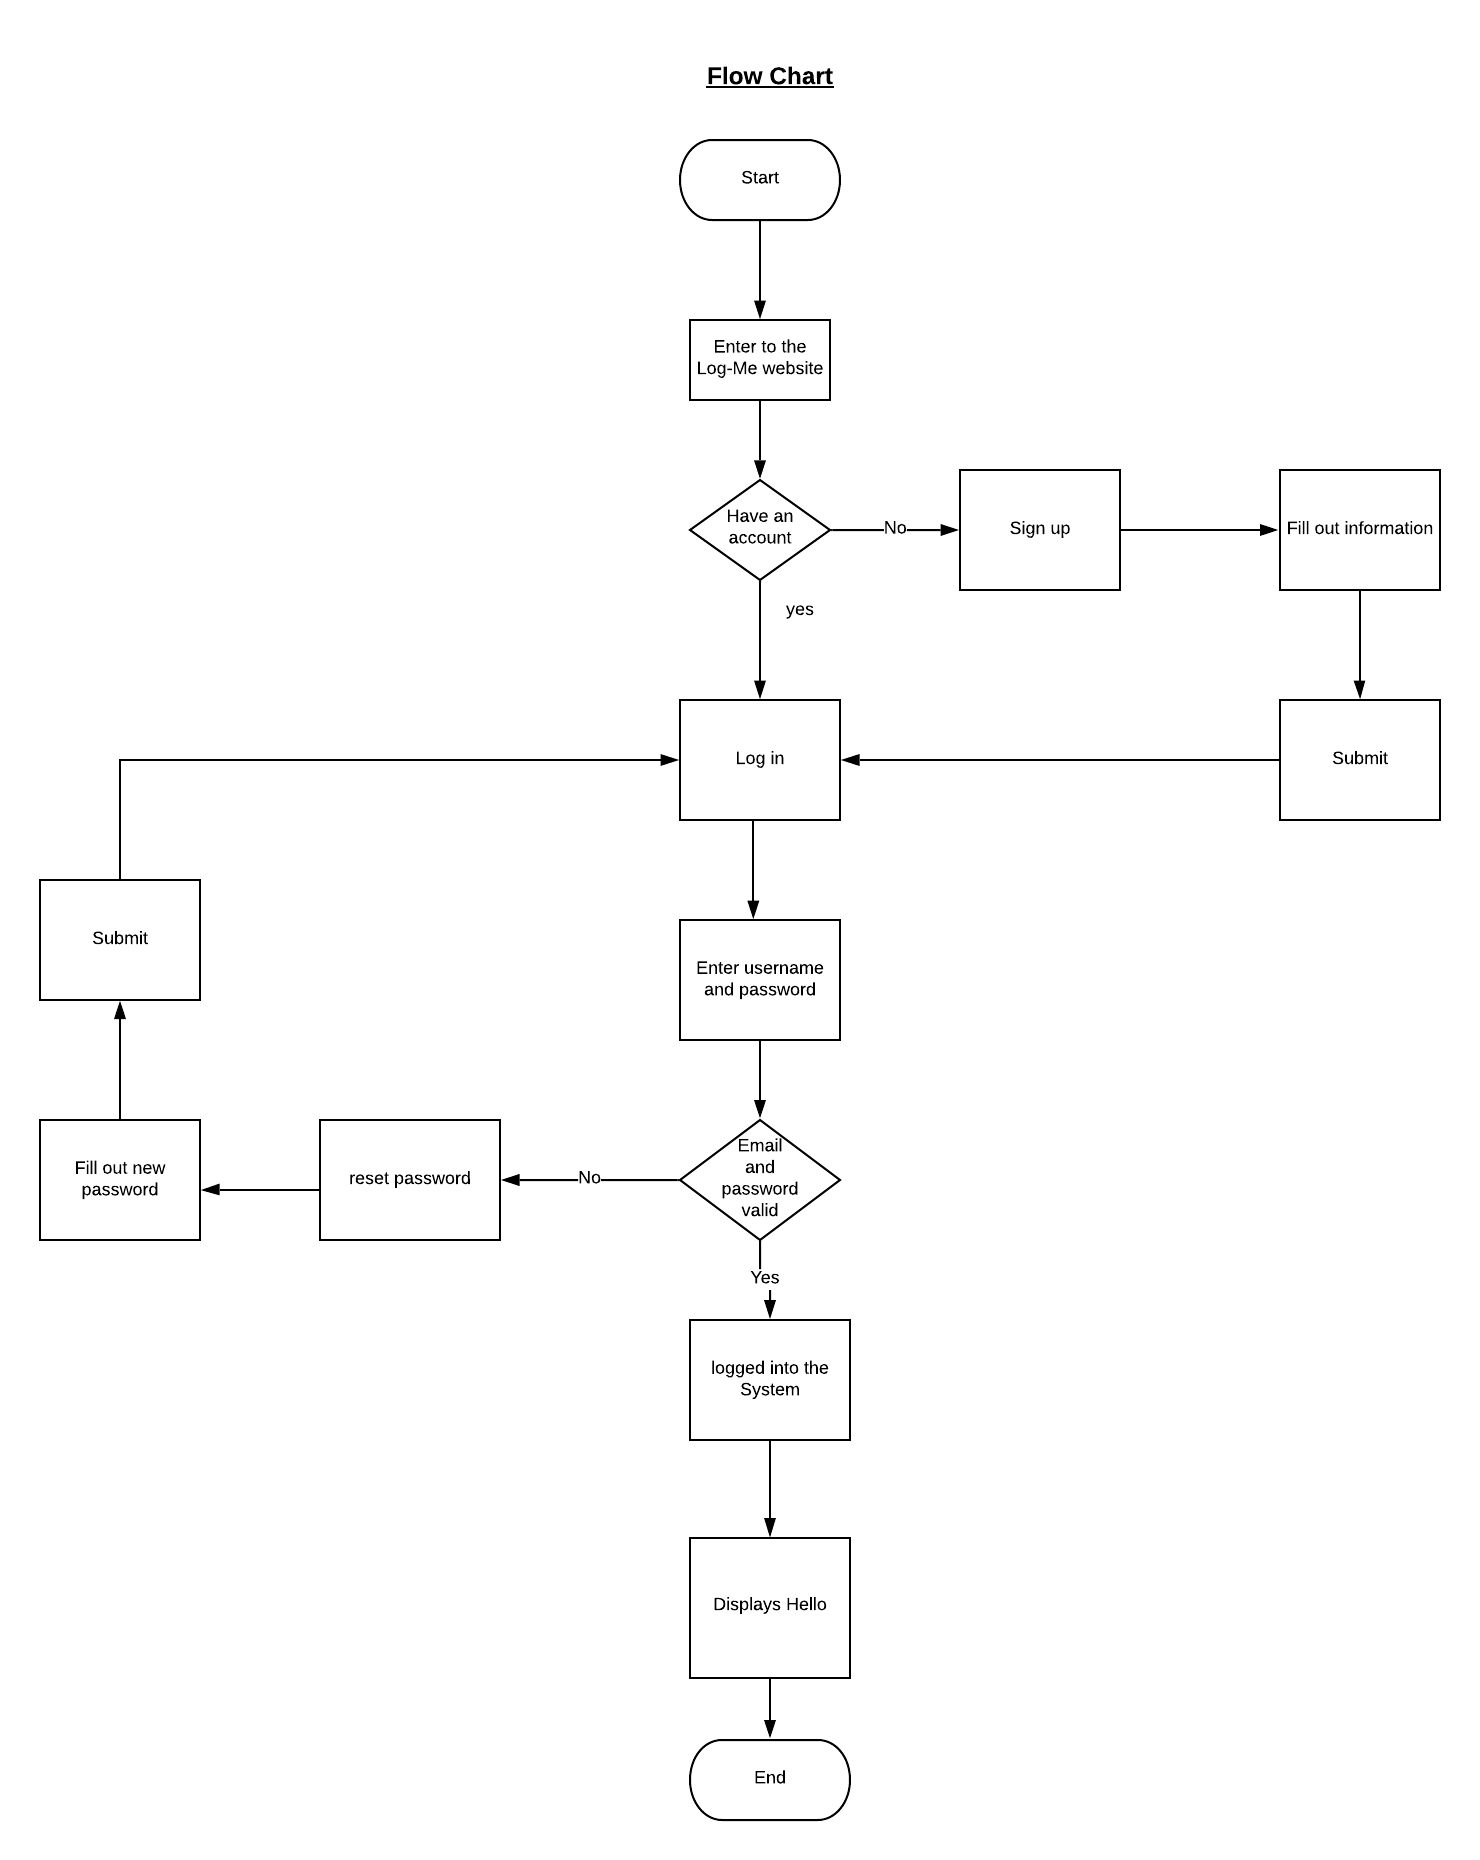 Flow Chart
Start
Enter to the
Log-Me website
Have an
account
No
Sign up
Fill out information
yes
Log in
Submit
Submit
Enter username
and password
Email
and
password
valid
No
reset password
Fill out new
password
Yes
logged into the
System
Displays Hello
End